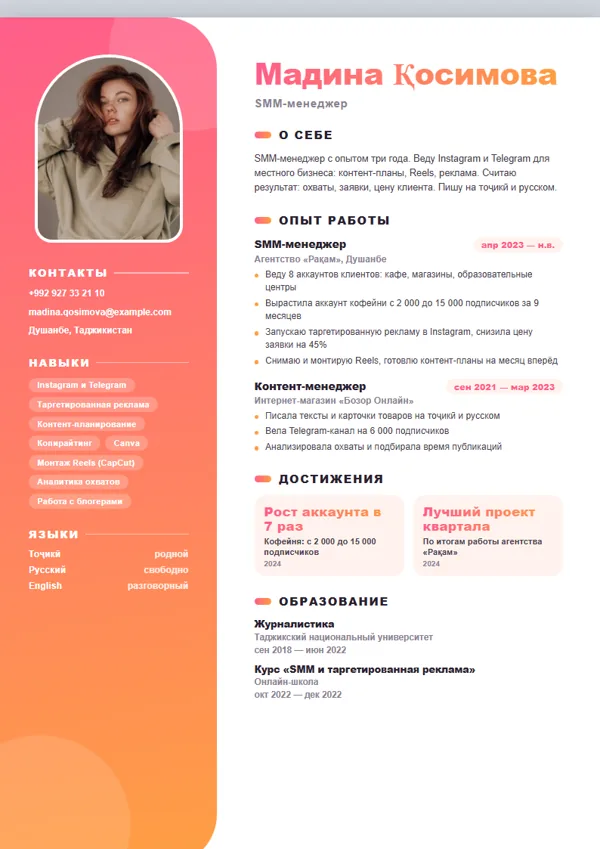 КОНТАКТЫ
+992 927 33 21 10
madina.qosimova@example.com
Душанбе, Таджикистан
НАВЫКИ
Instagram и Telegram
Таргетированная реклама
Контент-планирование
Копирайтинг
Canva
Монтаж Reels (CapCut)
Аналитика охватов
Работа с блогерами
ЯЗЫКИ
Тоҷикӣ родной
Русский свободно
English разговорный
Мадина Қосимова
SMM-менеджер
О СЕБЕ
SMM-менеджер с опытом три года. Веду Instagram и Telegram для
местного бизнеса: контент-планы, Reels, реклама. Считаю
результат: охваты, заявки, цену клиента. Пишу на тоҷикӣ и русском.
ОПЫТ РАБОТЫ
SMM-менеджер
апр 2023 — н.в.
Агентство «Рақам», Душанбе
Веду 8 аккаунтов клиентов: кафе, магазины, образовательные
центры
Вырастила аккаунт кофейни с 2 000 до 15 000 подписчиков за 9
месяцев
Запускаю таргетированную рекламу в Instagram, снизила цену
заявки на 45%
Снимаю и монтирую Reels, готовлю контент-планы на месяц вперёд
Контент-менеджер
сен 2021 — мар 2023
Интернет-магазин «Бозор Онлайн»
Писала тексты и карточки товаров на тоҷикӣ и русском
Вела Telegram-канал на 6 000 подписчиков
Анализировала охваты и подбирала время публикаций
ДОСТИЖЕНИЯ
Рост аккаунта в
7 раз
Кофейня: с 2 000 до 15 000
подписчиков
2024
Лучший проект
квартала
По итогам работы агентства
«Рақам»
2024
ОБРАЗОВАНИЕ
Журналистика
Таджикский национальный университет
сен 2018 — июн 2022
Курс «SMM и таргетированная реклама»
Онлайн-школа
окт 2022 — дек 2022